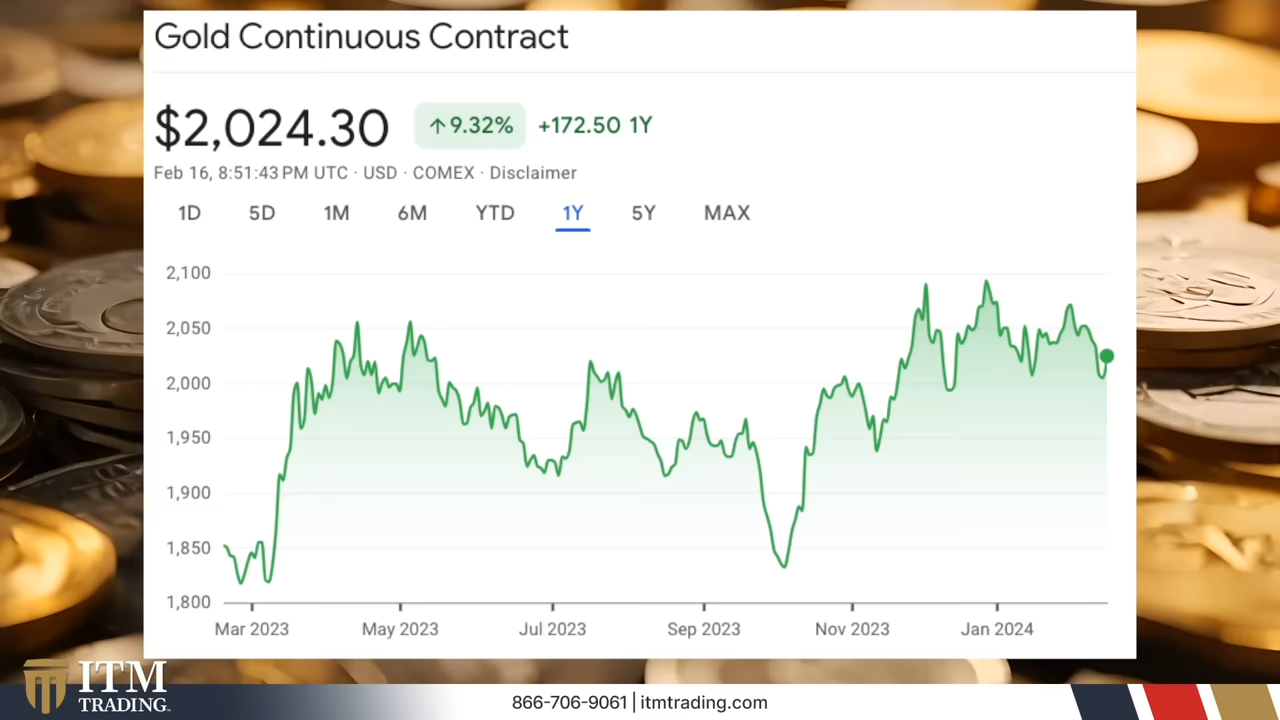 Gold Continuous Contract
$2,024.30 ↑9.32% +172.50 1Y
Feb 16, 8:51:43 PM UTC · USD · COMEX · Disclaimer
1D 5D 1M 6M YTD 1Y 5Y MAX
2,100
2,050
2,000
1,950
1,900
1,850
1,800
Mar 2023 May 2023 Jul 2023 Sep 2023 Nov 2023 Jan 2024
ITM
TRADING
866-706-9061 | itmtrading.com